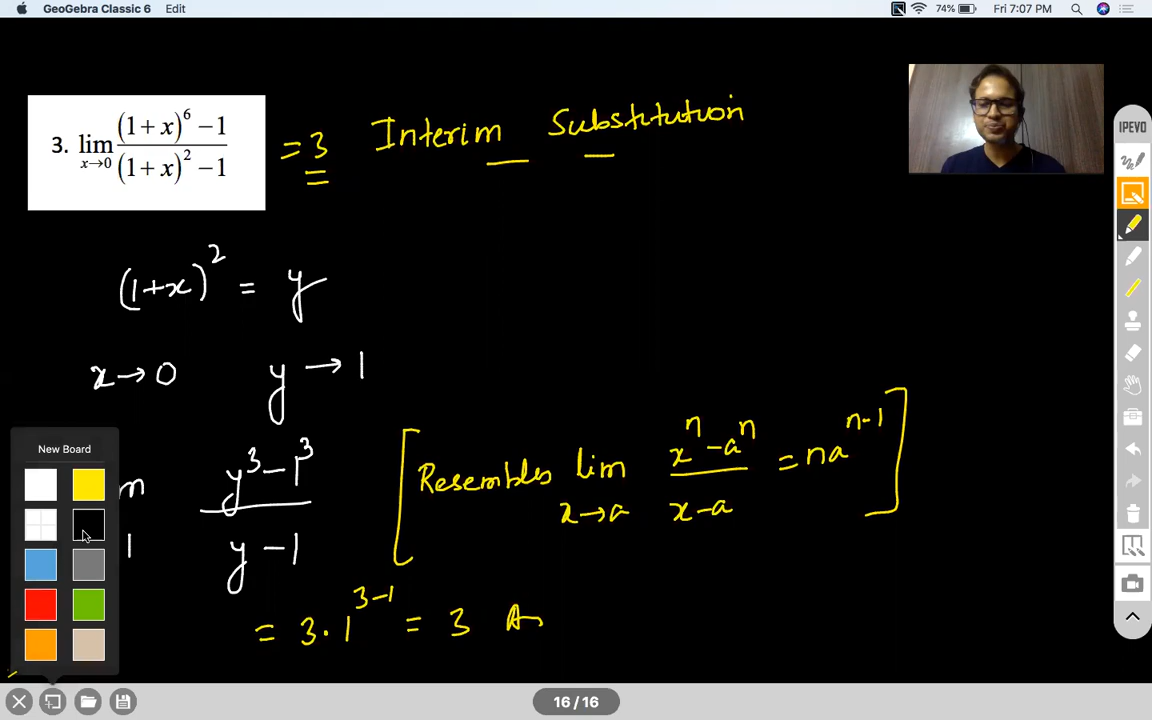 GeoGebra Classic 6 Edit
74% Fri 7:07 PM
IPEVO
3. lim x→0 ((1 + x)^6 − 1)/((1 + x)^2 − 1) = 3 Interim Substitution
(1+x)^2 = y
x → 0 y → 1
New Board
y^3 − 1^3 / y − 1 [Resembles lim x→a (x^n − a^n)/(x − a) = na^(n-1)]
1
= 3 · 1^(3-1) = 3 Ans
16 / 16